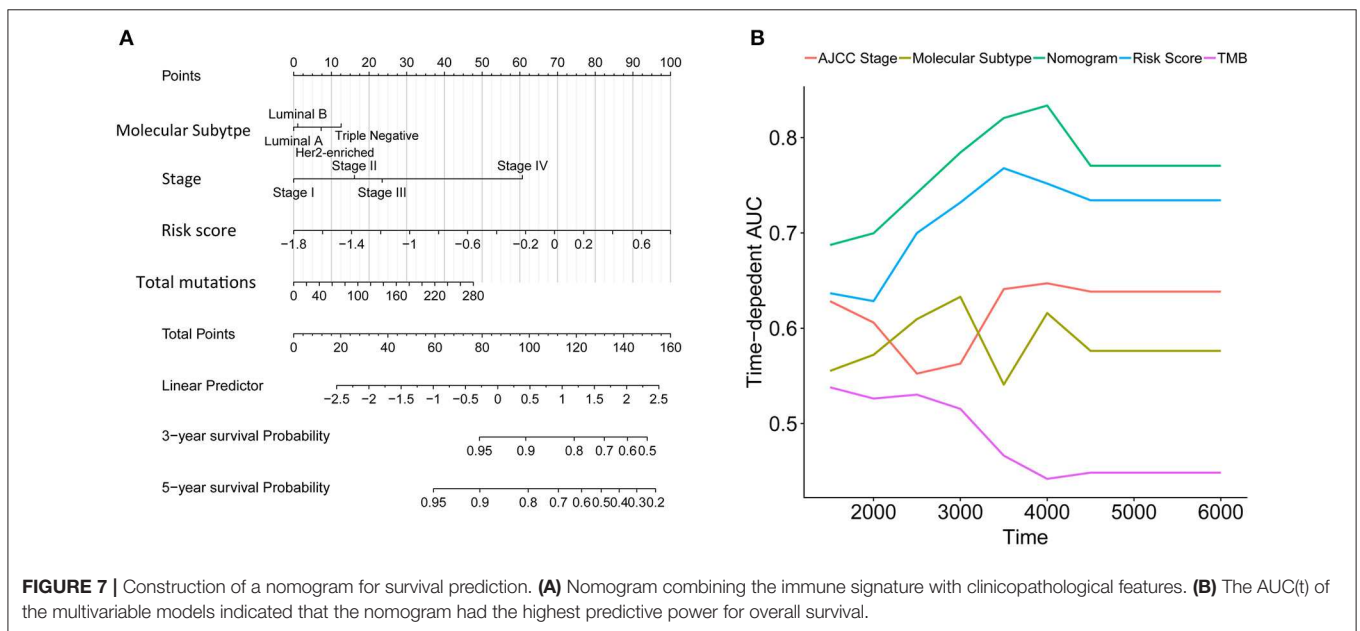 A
Points
0 10 20 30 40 50 60 70 80 90 100
Molecular Subytpe
Luminal B
Triple Negative
Luminal A
Her2-enriched
Stage
Stage II Stage IV
Stage I Stage III
Risk score
−1.8 −1.4 −1 −0.6 −0.2 0 0.2 0.6
Total mutations
0 40 100 160 220 280
Total Points
0 20 40 60 80 100 120 140 160
Linear Predictor
−2.5 −2 −1.5 −1 −0.5 0 0.5 1 1.5 2 2.5
3−year survival Probability
0.95 0.9 0.8 0.7 0.6 0.5
5−year survival Probability
0.95 0.9 0.8 0.7 0.6 0.5 0.4 0.3 0.2
B
AJCC Stage Molecular Subtype Nomogram Risk Score TMB
Time−depedent AUC
0.8
0.7
0.6
0.5
2000 3000 4000 5000 6000
Time
FIGURE 7 | Construction of a nomogram for survival prediction. (A) Nomogram combining the immune signature with clinicopathological features. (B) The AUC(t) of
the multivariable models indicated that the nomogram had the highest predictive power for overall survival.